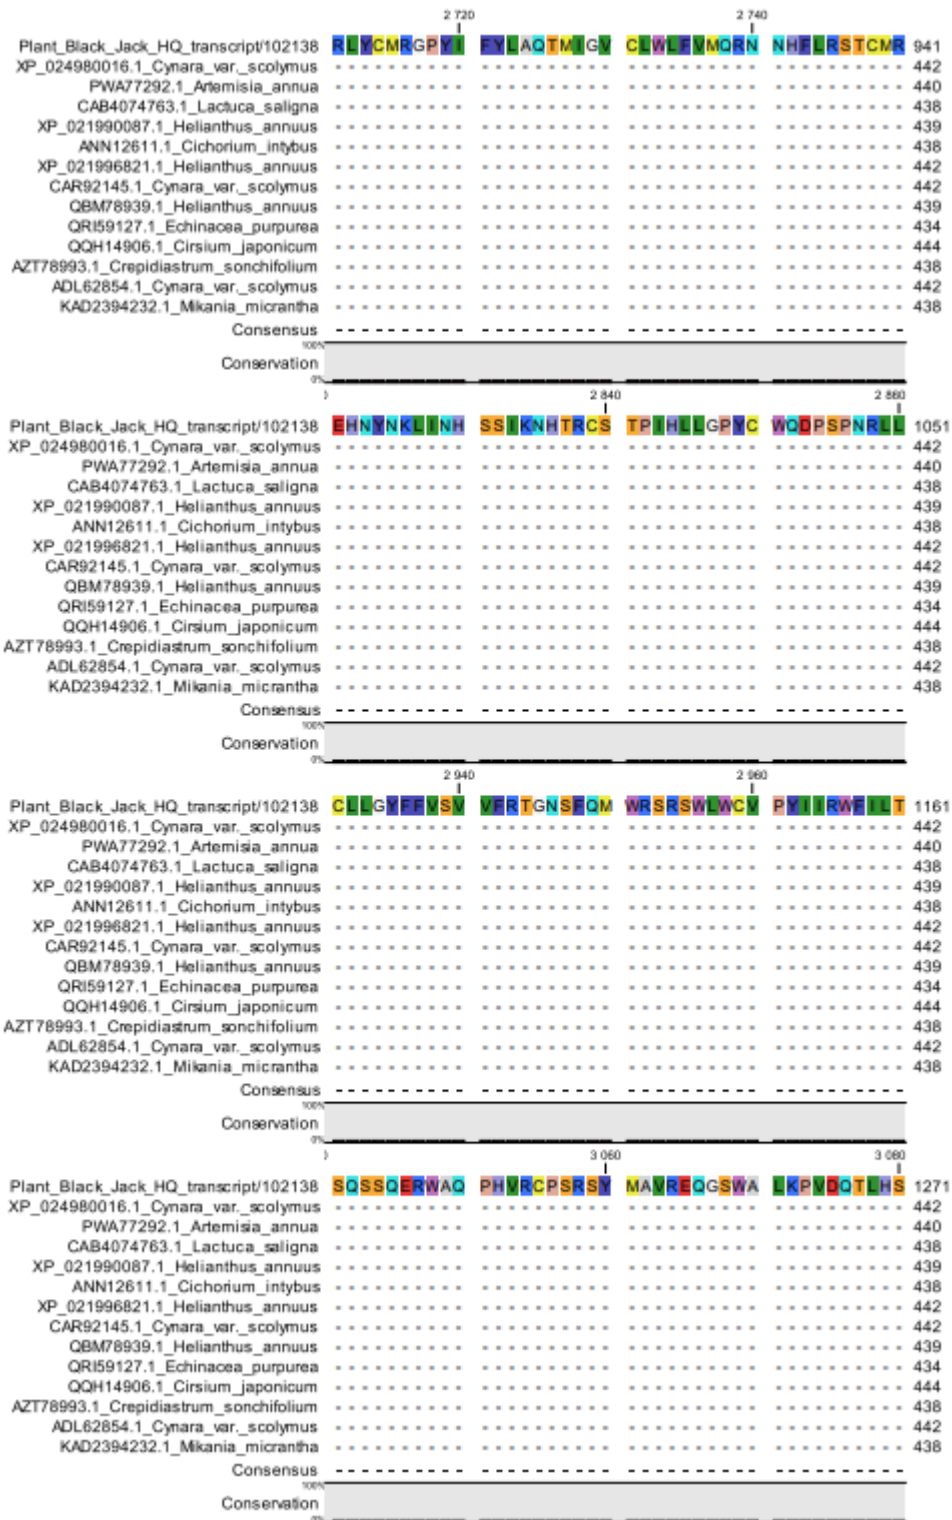 2 720 2 740
Plant_Black_Jack_HQ_transcript/102138 RLYCMRGPYI FYLAQTMIGV CLWLFVMQRN NHFLRSTCMR 941
XP_024980016.1_Cynara_var._scolymus - - - - - - - - - - - - - - - - - - - - - - - - - - - - - - - - - - - - - - - - 442
PWA77292.1_Artemisia_annua - - - - - - - - - - - - - - - - - - - - - - - - - - - - - - - - - - - - - - - - 440
CAB4074763.1_Lactuca_saligna - - - - - - - - - - - - - - - - - - - - - - - - - - - - - - - - - - - - - - - - 438
XP_021990087.1_Helianthus_annuus - - - - - - - - - - - - - - - - - - - - - - - - - - - - - - - - - - - - - - - - 439
ANN12611.1_Cichorium_intybus - - - - - - - - - - - - - - - - - - - - - - - - - - - - - - - - - - - - - - - - 438
XP_021996821.1_Helianthus_annuus - - - - - - - - - - - - - - - - - - - - - - - - - - - - - - - - - - - - - - - - 442
CAR92145.1_Cynara_var._scolymus - - - - - - - - - - - - - - - - - - - - - - - - - - - - - - - - - - - - - - - - 442
QBM78939.1_Helianthus_annuus - - - - - - - - - - - - - - - - - - - - - - - - - - - - - - - - - - - - - - - - 439
QRI59127.1_Echinacea_purpurea - - - - - - - - - - - - - - - - - - - - - - - - - - - - - - - - - - - - - - - - 434
QQH14906.1_Cirsium_japonicum - - - - - - - - - - - - - - - - - - - - - - - - - - - - - - - - - - - - - - - - 444
AZT78993.1_Crepidiastrum_sonchifolium - - - - - - - - - - - - - - - - - - - - - - - - - - - - - - - - - - - - - - - - 438
ADL62854.1_Cynara_var._scolymus - - - - - - - - - - - - - - - - - - - - - - - - - - - - - - - - - - - - - - - - 442
KAD2394232.1_Mikania_micrantha - - - - - - - - - - - - - - - - - - - - - - - - - - - - - - - - - - - - - - - - 438
Consensus - - - - - - - - - - - - - - - - - - - - - - - - - - - - - - - - - - - - - - - -
100%
Conservation
0%
2 840 2 860
Plant_Black_Jack_HQ_transcript/102138 EHNYNKLINH SSIKNHTRCS TPIHLLGPYC WQDPSPNRLL 1051
XP_024980016.1_Cynara_var._scolymus - - - - - - - - - - - - - - - - - - - - - - - - - - - - - - - - - - - - - - - - 442
PWA77292.1_Artemisia_annua - - - - - - - - - - - - - - - - - - - - - - - - - - - - - - - - - - - - - - - - 440
CAB4074763.1_Lactuca_saligna - - - - - - - - - - - - - - - - - - - - - - - - - - - - - - - - - - - - - - - - 438
XP_021990087.1_Helianthus_annuus - - - - - - - - - - - - - - - - - - - - - - - - - - - - - - - - - - - - - - - - 439
ANN12611.1_Cichorium_intybus - - - - - - - - - - - - - - - - - - - - - - - - - - - - - - - - - - - - - - - - 438
XP_021996821.1_Helianthus_annuus - - - - - - - - - - - - - - - - - - - - - - - - - - - - - - - - - - - - - - - - 442
CAR92145.1_Cynara_var._scolymus - - - - - - - - - - - - - - - - - - - - - - - - - - - - - - - - - - - - - - - - 442
QBM78939.1_Helianthus_annuus - - - - - - - - - - - - - - - - - - - - - - - - - - - - - - - - - - - - - - - - 439
QRI59127.1_Echinacea_purpurea - - - - - - - - - - - - - - - - - - - - - - - - - - - - - - - - - - - - - - - - 434
QQH14906.1_Cirsium_japonicum - - - - - - - - - - - - - - - - - - - - - - - - - - - - - - - - - - - - - - - - 444
AZT78993.1_Crepidiastrum_sonchifolium - - - - - - - - - - - - - - - - - - - - - - - - - - - - - - - - - - - - - - - - 438
ADL62854.1_Cynara_var._scolymus - - - - - - - - - - - - - - - - - - - - - - - - - - - - - - - - - - - - - - - - 442
KAD2394232.1_Mikania_micrantha - - - - - - - - - - - - - - - - - - - - - - - - - - - - - - - - - - - - - - - - 438
Consensus - - - - - - - - - - - - - - - - - - - - - - - - - - - - - - - - - - - - - - - -
100%
Conservation
0%
2 940 2 960
Plant_Black_Jack_HQ_transcript/102138 CLLGYFFVSV VFRTGNSFQM WRSRSWLWCV PYIIRWFILT 1161
XP_024980016.1_Cynara_var._scolymus - - - - - - - - - - - - - - - - - - - - - - - - - - - - - - - - - - - - - - - - 442
PWA77292.1_Artemisia_annua - - - - - - - - - - - - - - - - - - - - - - - - - - - - - - - - - - - - - - - - 440
CAB4074763.1_Lactuca_saligna - - - - - - - - - - - - - - - - - - - - - - - - - - - - - - - - - - - - - - - - 438
XP_021990087.1_Helianthus_annuus - - - - - - - - - - - - - - - - - - - - - - - - - - - - - - - - - - - - - - - - 439
ANN12611.1_Cichorium_intybus - - - - - - - - - - - - - - - - - - - - - - - - - - - - - - - - - - - - - - - - 438
XP_021996821.1_Helianthus_annuus - - - - - - - - - - - - - - - - - - - - - - - - - - - - - - - - - - - - - - - - 442
CAR92145.1_Cynara_var._scolymus - - - - - - - - - - - - - - - - - - - - - - - - - - - - - - - - - - - - - - - - 442
QBM78939.1_Helianthus_annuus - - - - - - - - - - - - - - - - - - - - - - - - - - - - - - - - - - - - - - - - 439
QRI59127.1_Echinacea_purpurea - - - - - - - - - - - - - - - - - - - - - - - - - - - - - - - - - - - - - - - - 434
QQH14906.1_Cirsium_japonicum - - - - - - - - - - - - - - - - - - - - - - - - - - - - - - - - - - - - - - - - 444
AZT78993.1_Crepidiastrum_sonchifolium - - - - - - - - - - - - - - - - - - - - - - - - - - - - - - - - - - - - - - - - 438
ADL62854.1_Cynara_var._scolymus - - - - - - - - - - - - - - - - - - - - - - - - - - - - - - - - - - - - - - - - 442
KAD2394232.1_Mikania_micrantha - - - - - - - - - - - - - - - - - - - - - - - - - - - - - - - - - - - - - - - - 438
Consensus - - - - - - - - - - - - - - - - - - - - - - - - - - - - - - - - - - - - - - - -
100%
Conservation
0%
3 060 3 080
Plant_Black_Jack_HQ_transcript/102138 SQSSQERWAQ PHVRCPSRSY MAVREQGSWA LKPVDQTLHS 1271
XP_024980016.1_Cynara_var._scolymus - - - - - - - - - - - - - - - - - - - - - - - - - - - - - - - - - - - - - - - - 442
PWA77292.1_Artemisia_annua - - - - - - - - - - - - - - - - - - - - - - - - - - - - - - - - - - - - - - - - 440
CAB4074763.1_Lactuca_saligna - - - - - - - - - - - - - - - - - - - - - - - - - - - - - - - - - - - - - - - - 438
XP_021990087.1_Helianthus_annuus - - - - - - - - - - - - - - - - - - - - - - - - - - - - - - - - - - - - - - - - 439
ANN12611.1_Cichorium_intybus - - - - - - - - - - - - - - - - - - - - - - - - - - - - - - - - - - - - - - - - 438
XP_021996821.1_Helianthus_annuus - - - - - - - - - - - - - - - - - - - - - - - - - - - - - - - - - - - - - - - - 442
CAR92145.1_Cynara_var._scolymus - - - - - - - - - - - - - - - - - - - - - - - - - - - - - - - - - - - - - - - - 442
QBM78939.1_Helianthus_annuus - - - - - - - - - - - - - - - - - - - - - - - - - - - - - - - - - - - - - - - - 439
QRI59127.1_Echinacea_purpurea - - - - - - - - - - - - - - - - - - - - - - - - - - - - - - - - - - - - - - - - 434
QQH14906.1_Cirsium_japonicum - - - - - - - - - - - - - - - - - - - - - - - - - - - - - - - - - - - - - - - - 444
AZT78993.1_Crepidiastrum_sonchifolium - - - - - - - - - - - - - - - - - - - - - - - - - - - - - - - - - - - - - - - - 438
ADL62854.1_Cynara_var._scolymus - - - - - - - - - - - - - - - - - - - - - - - - - - - - - - - - - - - - - - - - 442
KAD2394232.1_Mikania_micrantha - - - - - - - - - - - - - - - - - - - - - - - - - - - - - - - - - - - - - - - - 438
Consensus - - - - - - - - - - - - - - - - - - - - - - - - - - - - - - - - - - - - - - - -
100%
Conservation
0%